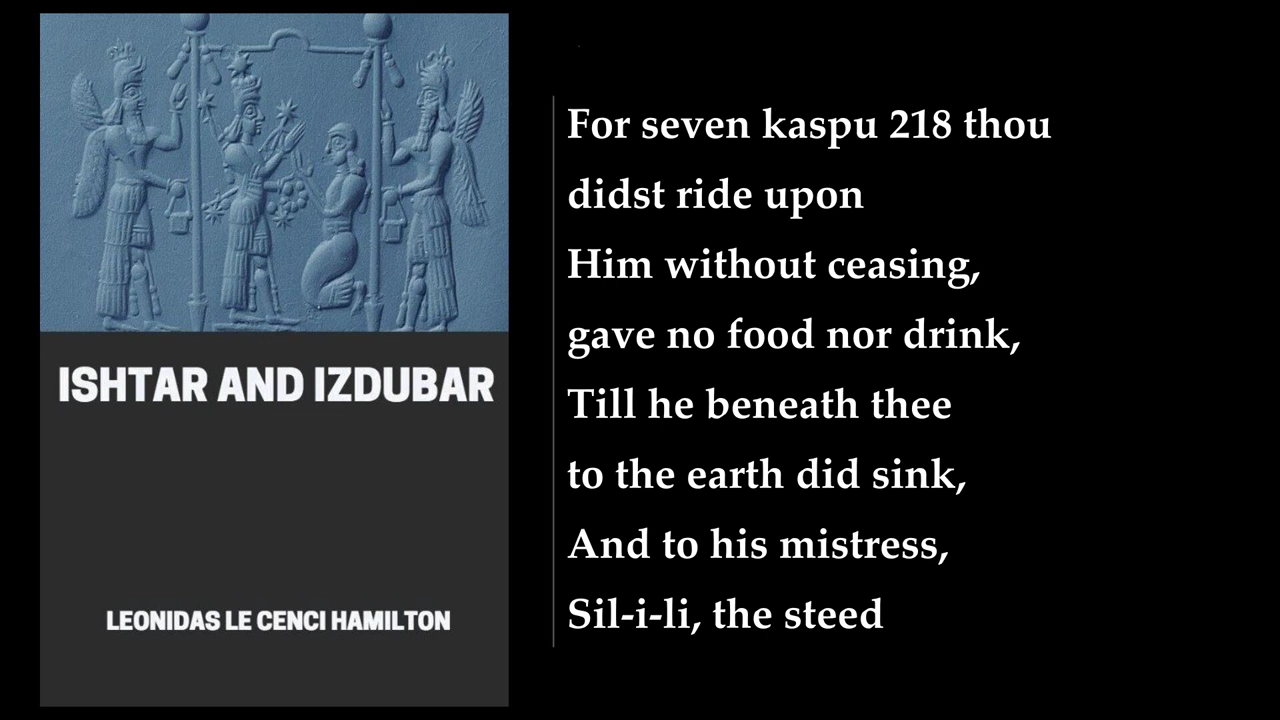 ISHTAR AND IZDUBAR
LEONIDAS LE CENCI HAMILTON
For seven kaspu 218 thou
didst ride upon
Him without ceasing,
gave no food nor drink,
Till he beneath thee
to the earth did sink,
And to his mistress,
Sil-i-li, the steed